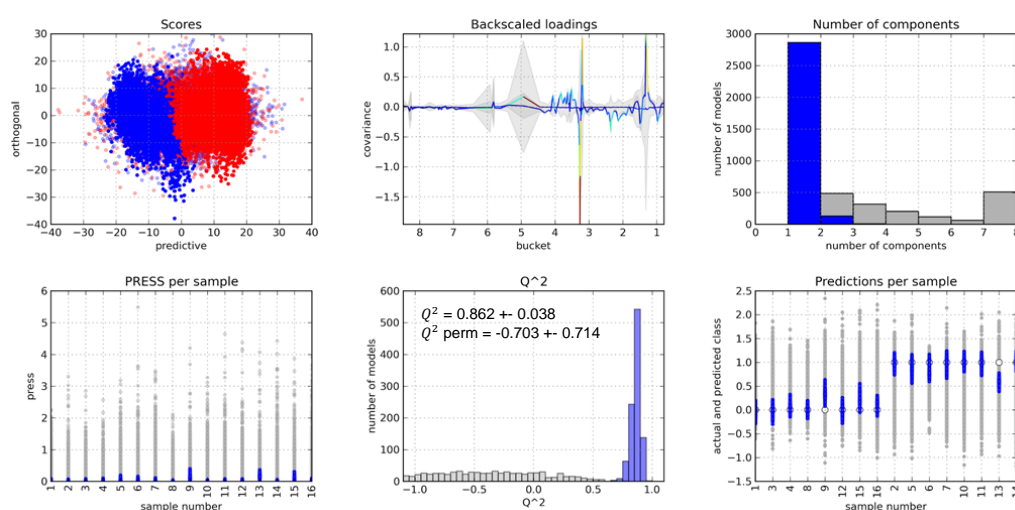 Scores
30
20
10
0
−10
−20
−30
−40
−40 −30 −20 −10 0 10 20 30 40
orthogonal
predictive
Backscaled loadings
1.0
0.5
0.0
−0.5
−1.0
−1.5
8 7 6 5 4 3 2 1
covariance
bucket
Number of components
3000
2500
2000
1500
1000
500
0
0 1 2 3 4 5 6 7 8
number of models
number of components
PRESS per sample
6
5
4
3
2
1
0
1 2 3 4 5 6 7 8 9 10 11 12 13 14 15 16
press
sample number
Q^2
Q² = 0.862 +- 0.038
Q² perm = -0.703 +- 0.714
600
500
400
300
200
100
0
−1.0 −0.5 0.0 0.5 1.0
number of models
Q^2
Predictions per sample
2.5
2.0
1.5
1.0
0.5
0.0
−0.5
−1.0
−1.5
1 3 4 8 9 12 15 16 2 5 6 7 10 11 13 14
actual and predicted class
sample number